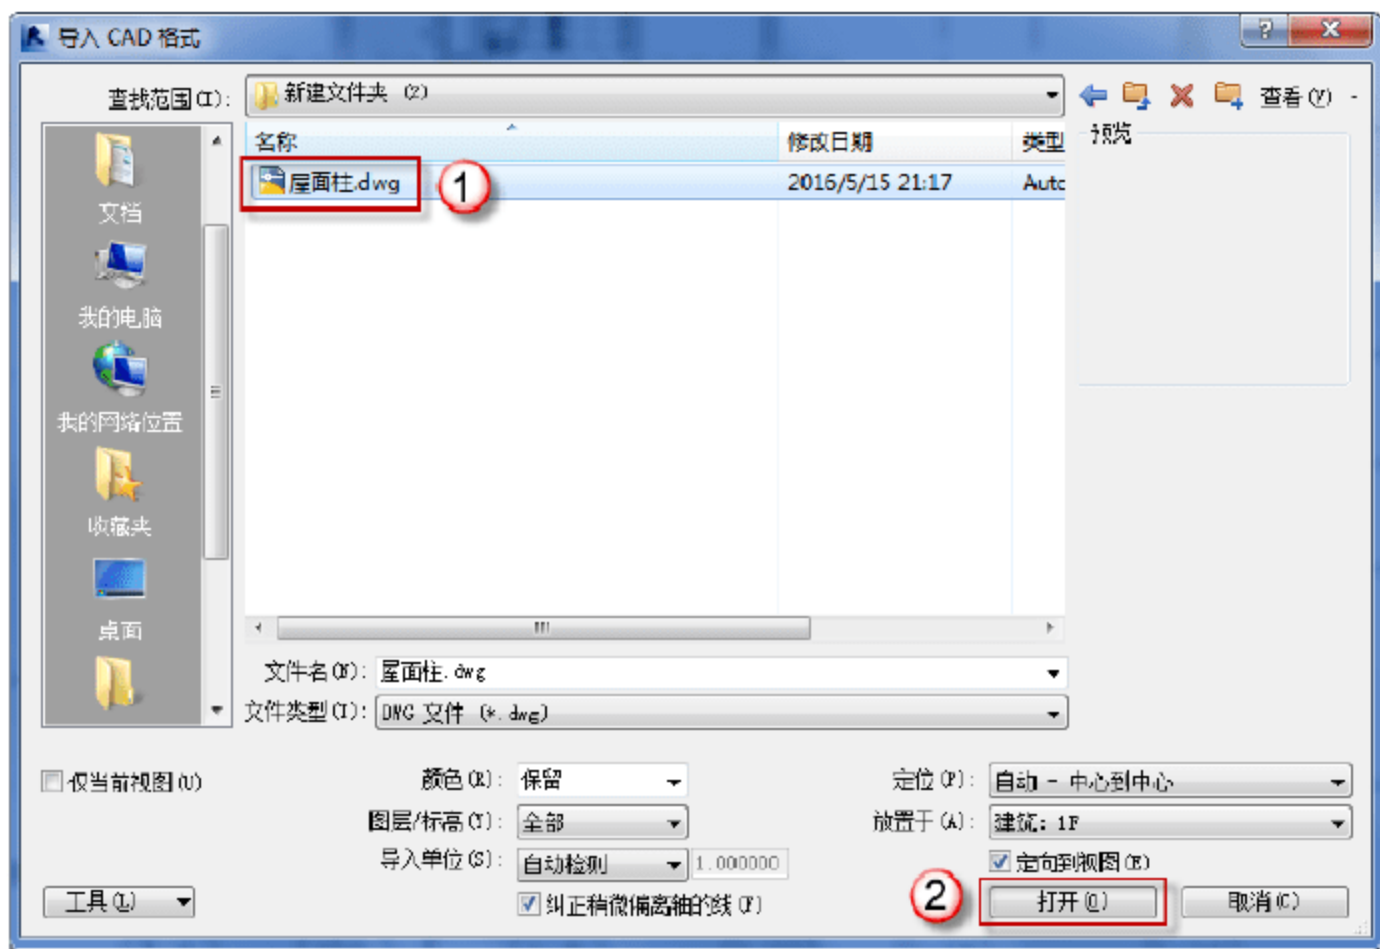 导入 CAD 格式
查找范围(I):
新建文件夹 (2)
查看(V)
名称
修改日期
类型
预览
屋面柱.dwg
1
2016/5/15 21:17
Autc
文档
我的电脑
我的网络位置
收藏夹
桌面
文件名(N):
屋面柱.dwg
文件类型(T):
DWG 文件 (*.dwg)
仅当前视图(U)
颜色(R):
保留
定位(P):
自动 - 中心到中心
图层/标高(Y):
全部
放置于(A):
建筑: 1F
导入单位(S):
自动检测
1.000000
定向到视图(E)
工具(L)
纠正稍微偏离轴的线(F)
2
打开(O)
取消(C)